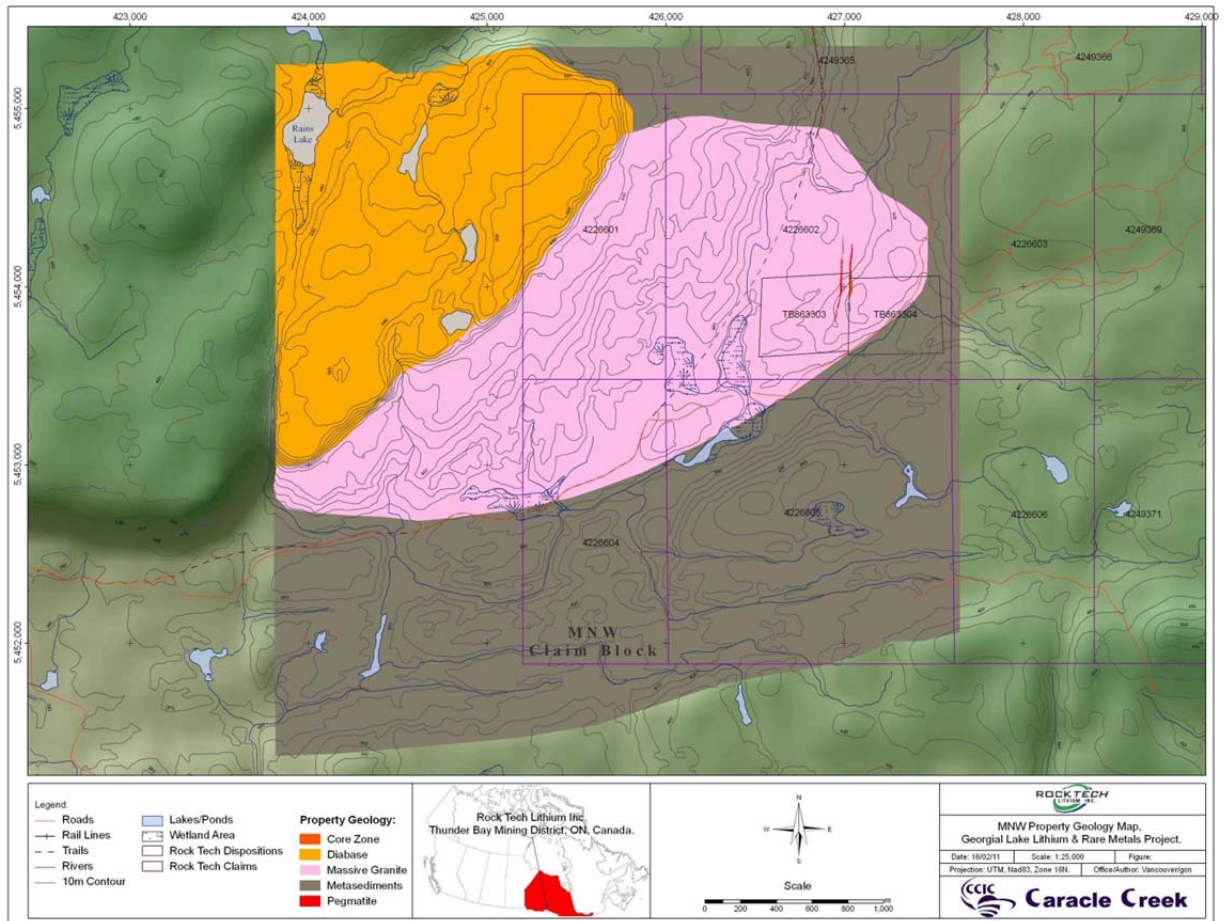 423,000 424,000 425,000 426,000 427,000 428,000 429,000
5,455,000
5,454,000
5,453,000
5,452,000
4249365
4249366
Rains
Lake
4226601
4226602
4226603
4249369
TB863303
TB863304
4226604
4226605
4226606
4249371
MNW
Claim Block
Legend:
Roads
Rail Lines
Trails
Rivers
10m Contour
Lakes/Ponds
Wetland Area
Rock Tech Dispositions
Rock Tech Claims
Property Geology:
Core Zone
Diabase
Massive Granite
Metasediments
Pegmatite
Rock Tech Lithium Inc.
Thunder Bay Mining District, ON, Canada.
N
W E
S
Scale
0 200 400 600 800 1,000
ROCKTECH
LITHIUM INC.
MNW Property Geology Map,
Georgial Lake Lithium & Rare Metals Project.
Date: 16/02/11 Scale: 1:25,000 Figure:
Projection: UTM, Nad83, Zone 16N. Office/Author: Vancouver/gon
CCIC Caracle Creek